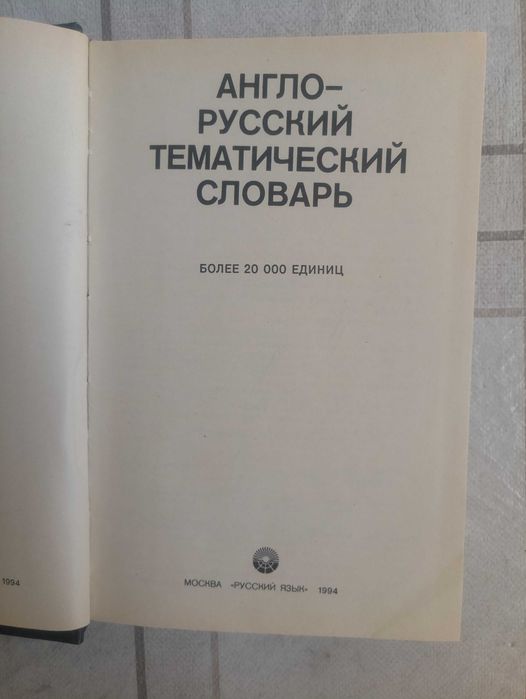 АНГЛО–
РУССКИЙ
ТЕМАТИЧЕСКИЙ
СЛОВАРЬ
БОЛЕЕ 20 000 ЕДИНИЦ
МОСКВА «РУССКИЙ ЯЗЫК» 1994
1994